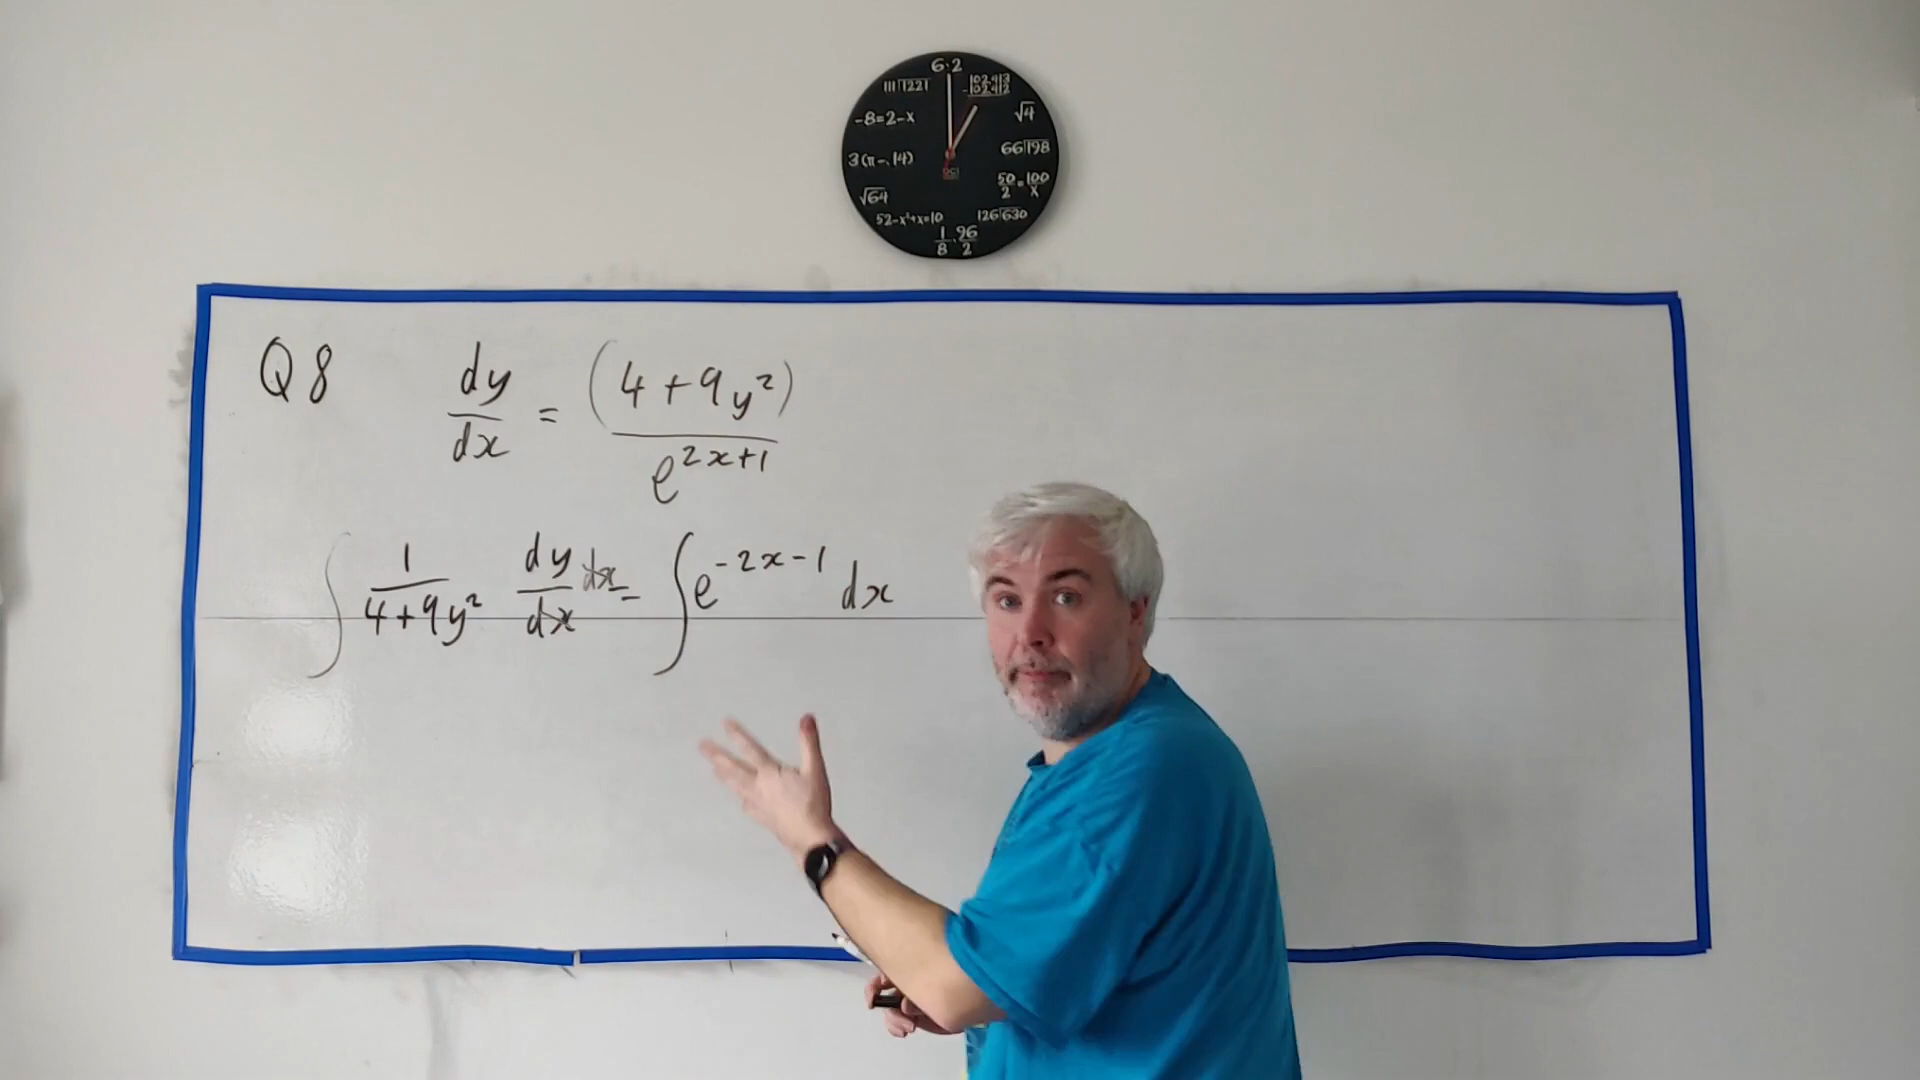 6·2
111⟌1221
102,413
-102,412
-8=2-x
√4
3(π-.14)
66⟌198
√64
50/2=100/x
52-x²+x=10
126⟌630
1/8·96/2
Q8 dy/dx = (4+9y²)/e^(2x+1)
∫ 1/(4+9y²) dy/dx dx = ∫ e^(-2x-1) dx